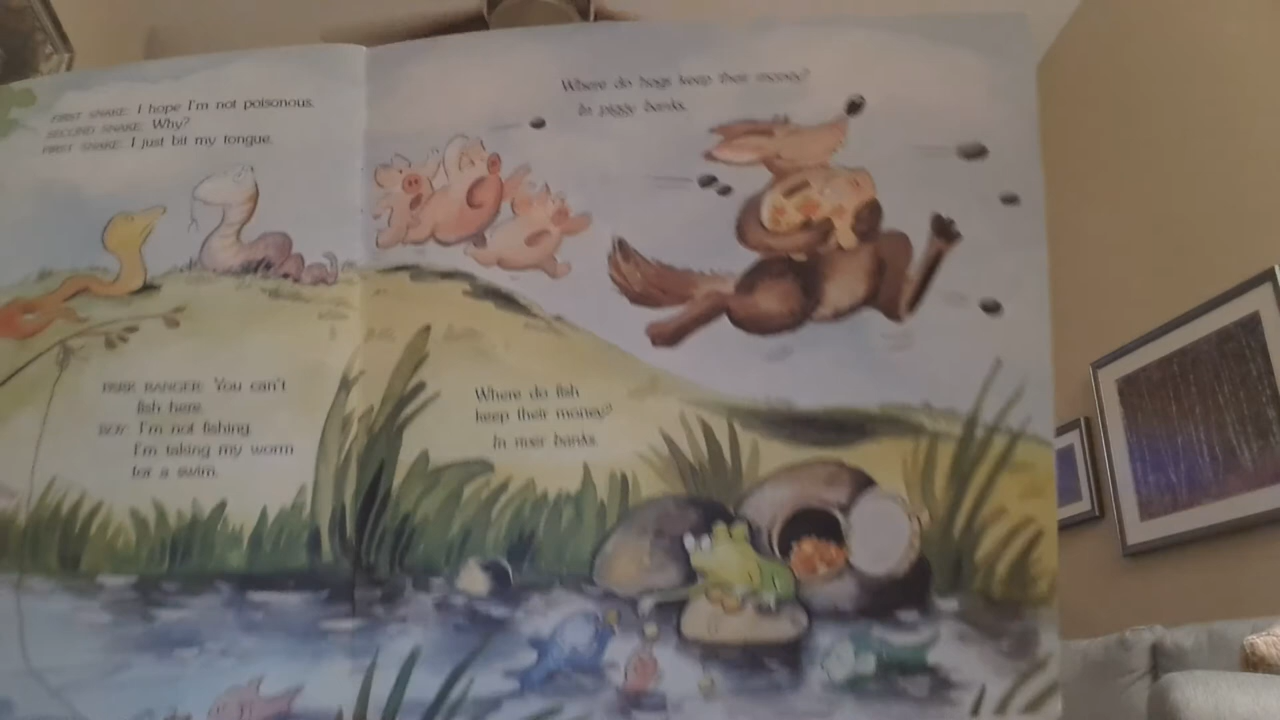 FIRST SNAKE: I hope I'm not poisonous.
SECOND SNAKE: Why?
FIRST SNAKE: I just bit my tongue.
PARK RANGER: You can't
fish here.
BOY: I'm not fishing.
I'm taking my worm
for a swim.
Where do hogs keep their money?
In piggy banks.
Where do fish
keep their money?
In river banks.